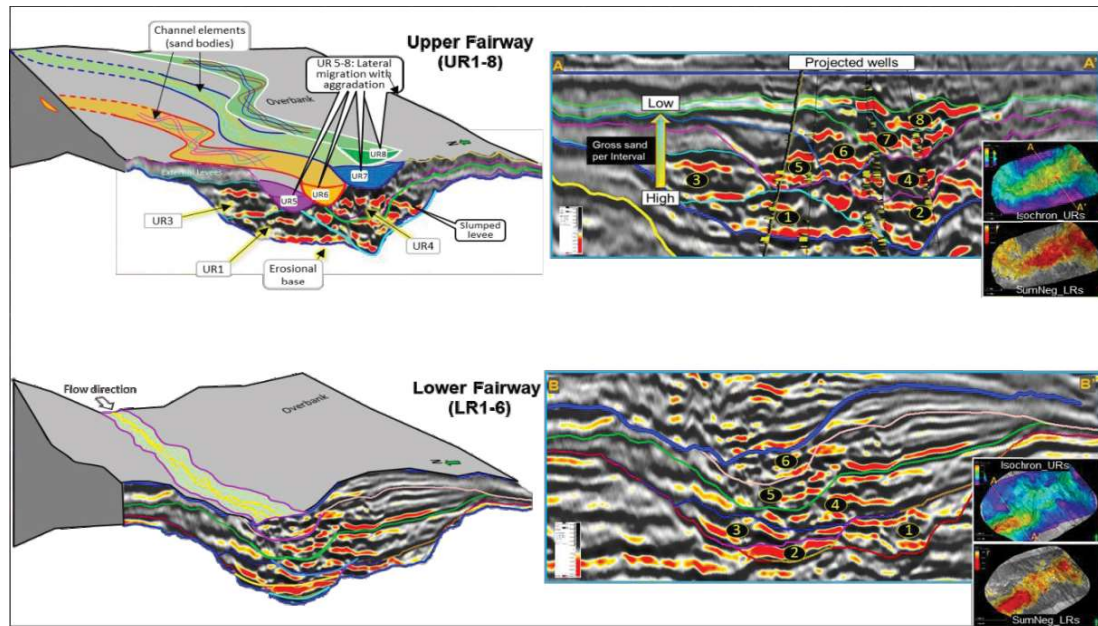 Channel elements
(sand bodies)
Upper Fairway
(UR1-8)
UR 5-8: Lateral
migration with
aggradation
Overbank
N
External Levee
UR8
UR7
UR6
UR5
UR3
UR1
UR4
Slumped
levee
Erosional
base
A
A'
Projected wells
Low
Gross sand
per Interval
High
8
7
6
5
3
4
2
1
A
A'
Isochron_URs
SumNeg_LRs
Flow direction
Lower Fairway
(LR1-6)
Overbank
N
B
B'
6
5
4
3
1
2
Isochron_URs
A
A'
SumNeg_LRs